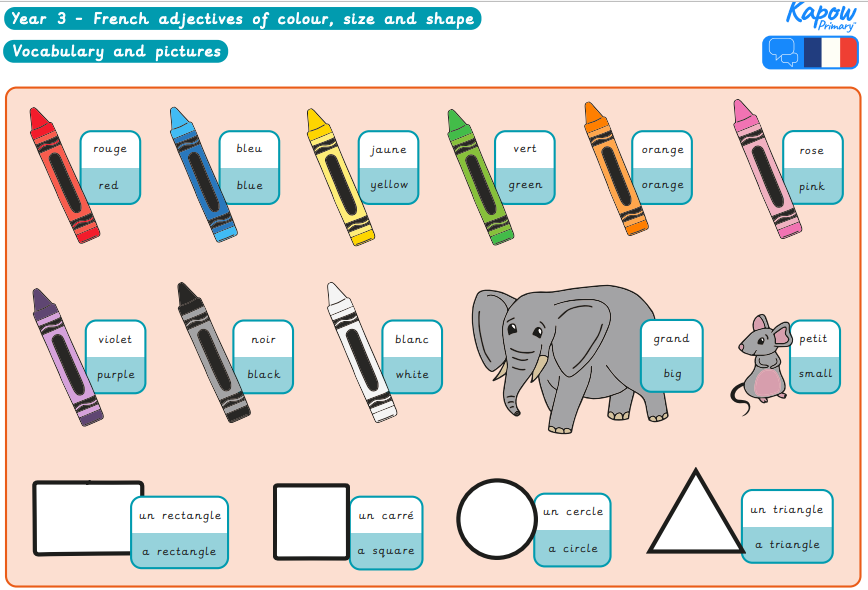 Year 3 - French adjectives of colour, size and shape
Kapow
Primary
Vocabulary and pictures
rouge
red
bleu
blue
jaune
yellow
vert
green
orange
orange
rose
pink
violet
purple
noir
black
blanc
white
grand
big
petit
small
un rectangle
a rectangle
un carré
a square
un cercle
a circle
un triangle
a triangle